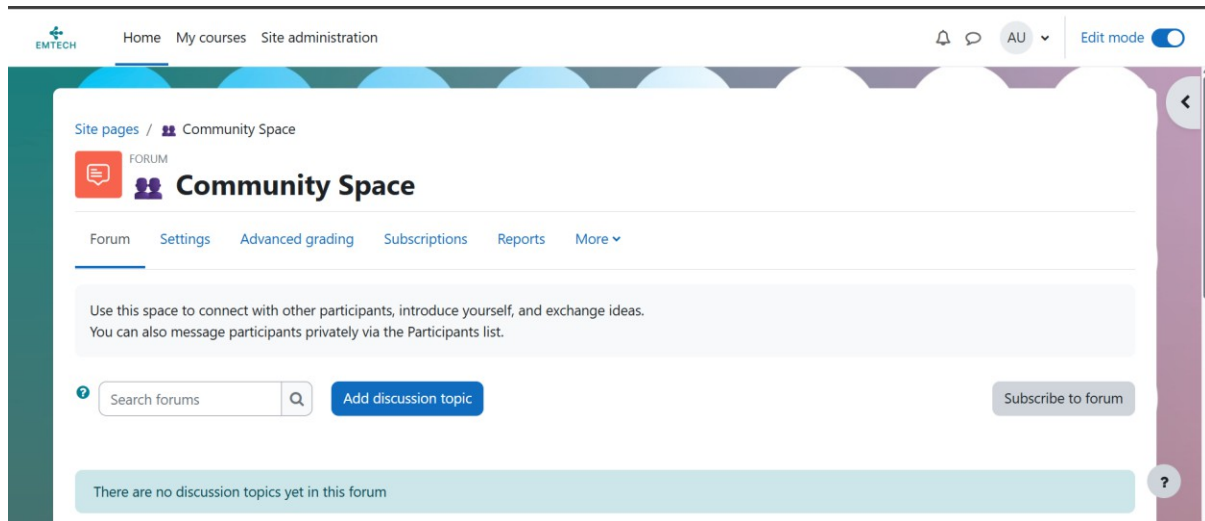 EMTECH
Home My courses Site administration
AU
Edit mode
Site pages / Community Space
FORUM
Community Space
Forum Settings Advanced grading Subscriptions Reports More
Use this space to connect with other participants, introduce yourself, and exchange ideas.
You can also message participants privately via the Participants list.
? Search forums Add discussion topic Subscribe to forum
There are no discussion topics yet in this forum
?